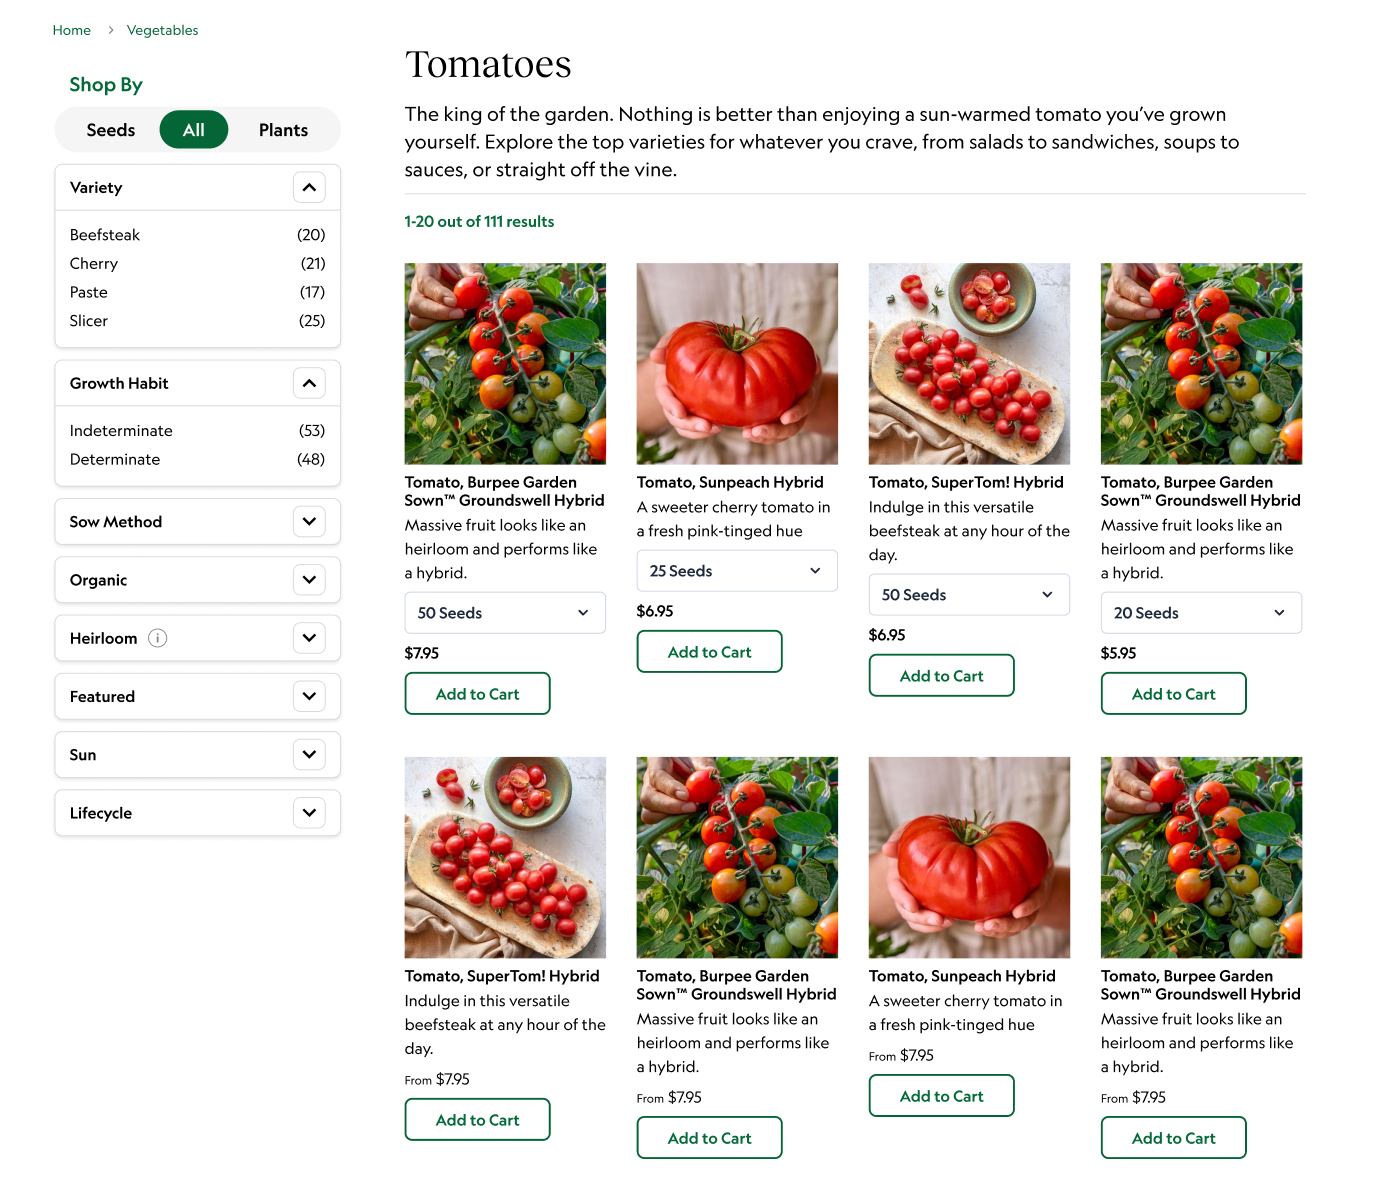 Home > Vegetables
Shop By
Seeds All Plants
Variety
Beefsteak (20)
Cherry (21)
Paste (17)
Slicer (25)
Growth Habit
Indeterminate (53)
Determinate (48)
Sow Method
Organic
Heirloom i
Featured
Sun
Lifecycle
Tomatoes
The king of the garden. Nothing is better than enjoying a sun-warmed tomato you’ve grown
yourself. Explore the top varieties for whatever you crave, from salads to sandwiches, soups to
sauces, or straight off the vine.
1-20 out of 111 results
Tomato, Burpee Garden
Sown™ Groundswell Hybrid
Massive fruit looks like an
heirloom and performs like
a hybrid.
50 Seeds
$7.95
Add to Cart
Tomato, Sunpeach Hybrid
A sweeter cherry tomato in
a fresh pink-tinged hue
25 Seeds
$6.95
Add to Cart
Tomato, SuperTom! Hybrid
Indulge in this versatile
beefsteak at any hour of the
day.
50 Seeds
$6.95
Add to Cart
Tomato, Burpee Garden
Sown™ Groundswell Hybrid
Massive fruit looks like an
heirloom and performs like
a hybrid.
20 Seeds
$5.95
Add to Cart
Tomato, SuperTom! Hybrid
Indulge in this versatile
beefsteak at any hour of the
day.
From $7.95
Add to Cart
Tomato, Burpee Garden
Sown™ Groundswell Hybrid
Massive fruit looks like an
heirloom and performs like
a hybrid.
From $7.95
Add to Cart
Tomato, Sunpeach Hybrid
A sweeter cherry tomato in
a fresh pink-tinged hue
From $7.95
Add to Cart
Tomato, Burpee Garden
Sown™ Groundswell Hybrid
Massive fruit looks like an
heirloom and performs like
a hybrid.
From $7.95
Add to Cart